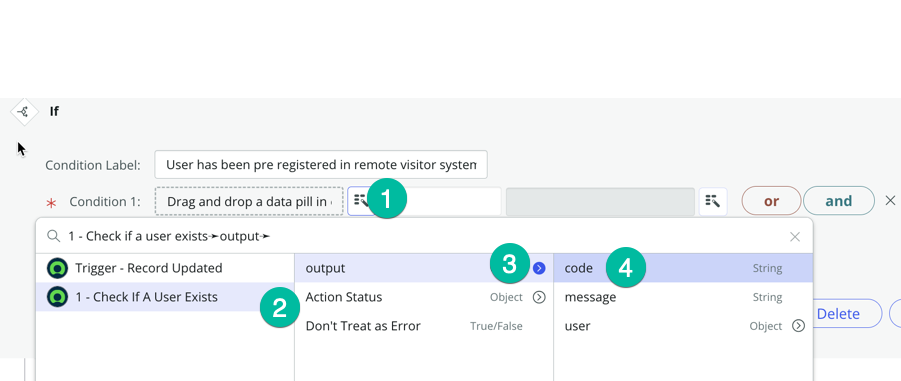 If
Condition Label: User has been pre registered in remote visitor system
* Condition 1: Drag and drop a data pill in 1 or and
1 - Check if a user exists➛output➛
Trigger - Record Updated output 3 code 4 String
1 - Check If A User Exists 2 Action Status Object message String
Don't Treat as Error True/False user Object
Delete